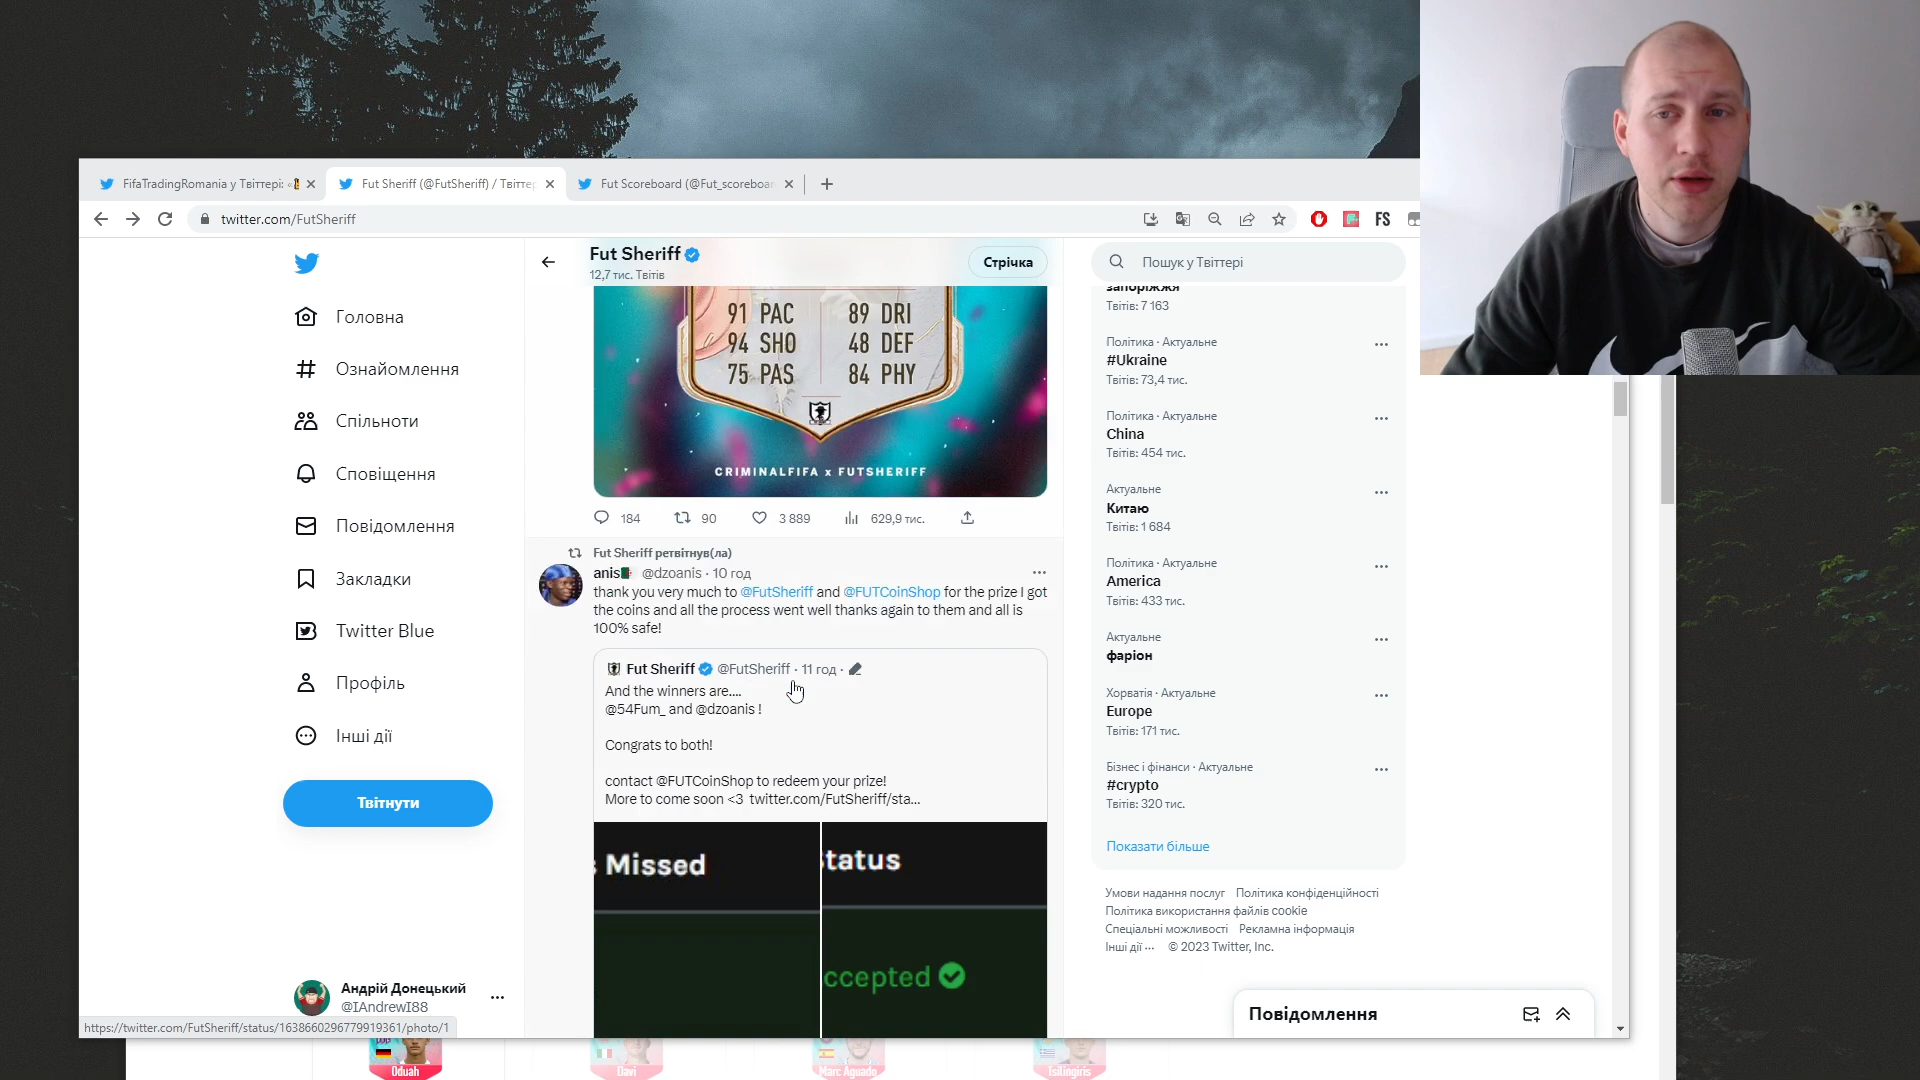 FifaTradingRomania у Твіттері: «
Fut Sheriff (@FutSheriff) / Твіттер
Fut Scoreboard (@Fut_scoreboar
twitter.com/FutSheriff
FS
Fut Sheriff
12,7 тис. Твітів
Стрічка
Пошук у Твіттері
Головна
Ознайомлення
Спільноти
Сповіщення
Повідомлення
Закладки
Twitter Blue
Профіль
Інші дії
Твітнути
Андрій Донецький
@IAndrewI88
https://twitter.com/FutSheriff/status/1638660296779919361/photo/1
91 PAC
89 DRI
94 SHO
48 DEF
75 PAS
84 PHY
CRIMINALFIFA x FUTSHERIFF
184
90
3 889
629,9 тис.
Fut Sheriff ретвітнув(ла)
anis @dzoanis · 10 год
thank you very much to @FutSheriff and @FUTCoinShop for the prize I got
the coins and all the process went well thanks again to them and all is
100% safe!
Fut Sheriff @FutSheriff · 11 год ·
And the winners are....
@54Fum_ and @dzoanis !
Congrats to both!
contact @FUTCoinShop to redeem your prize!
More to come soon <3 twitter.com/FutSheriff/sta...
s Missed
Status
ccepted
запоріжжя
Твітів: 7 163
Політика · Актуальне
#Ukraine
Твітів: 73,4 тис.
Політика · Актуальне
China
Твітів: 454 тис.
Актуальне
Китаю
Твітів: 1 684
Політика · Актуальне
America
Твітів: 433 тис.
Актуальне
фаріон
Хорватія · Актуальне
Europe
Твітів: 171 тис.
Бізнес і фінанси · Актуальне
#crypto
Твітів: 320 тис.
Показати більше
Умови надання послуг Політика конфіденційності
Політика використання файлів cookie
Спеціальні можливості Рекламна інформація
Інші дії ··· © 2023 Twitter, Inc.
Повідомлення
Oduah
Davi
Marc Aguado
Tsilingiris